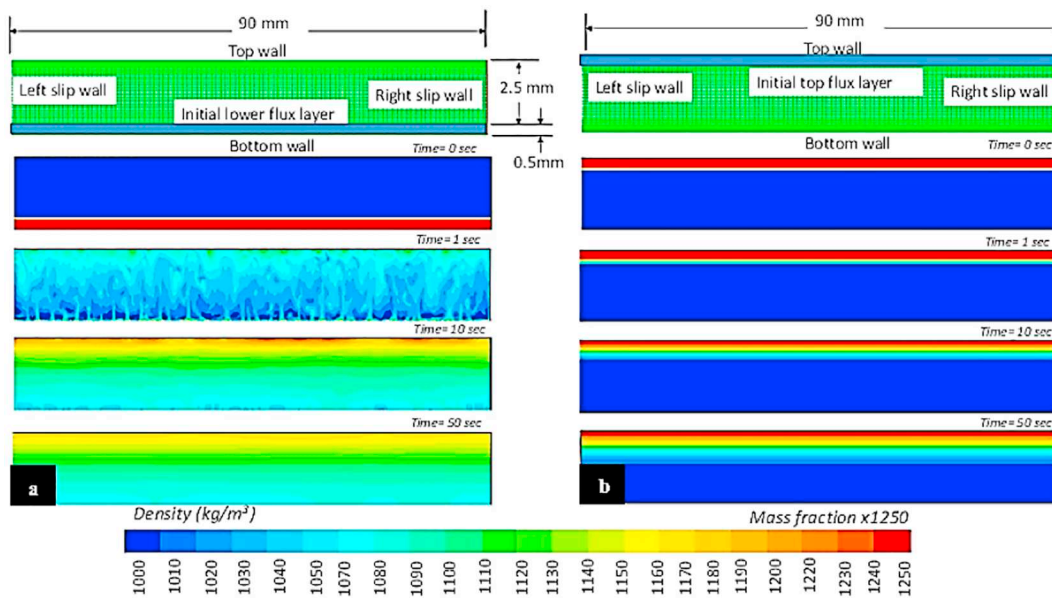 90 mm
Top wall
Left slip wall
Right slip wall
Initial lower flux layer
2.5 mm
0.5mm
Bottom wall
Time= 0 sec
Time= 1 sec
Time= 10 sec
Time= 50 sec
a
90 mm
Top wall
Left slip wall
Initial top flux layer
Right slip wall
Bottom wall
Time= 0 sec
Time= 1 sec
Time= 10 sec
Time= 50 sec
b
Density (kg/m³)
Mass fraction x1250
1000
1010
1020
1030
1040
1050
1070
1080
1090
1100
1110
1120
1130
1140
1150
1160
1170
1180
1190
1200
1210
1220
1230
1240
1250